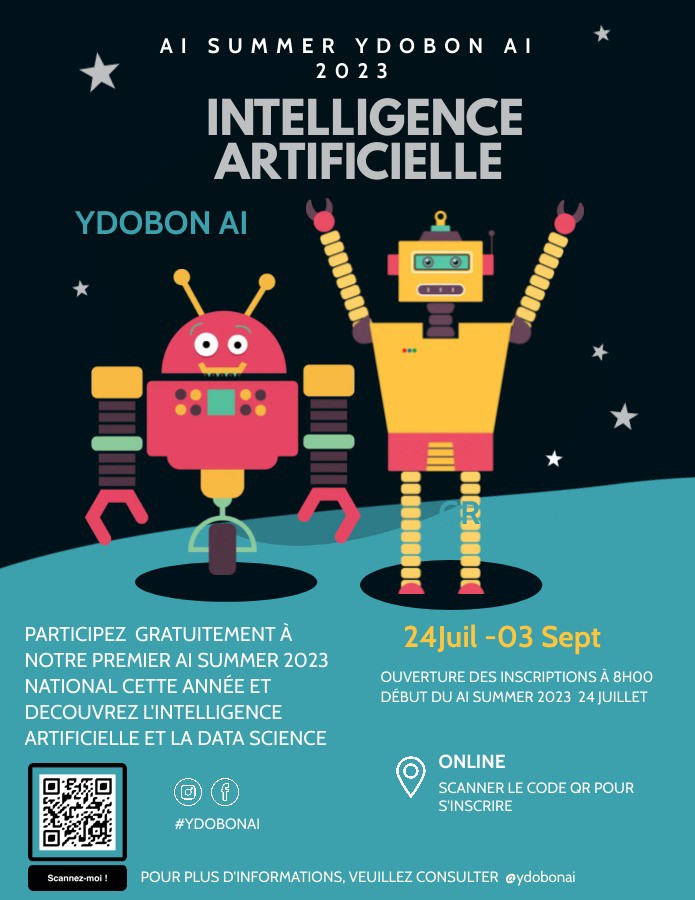 AI SUMMER YDOBON AI
2023
INTELLIGENCE
ARTIFICIELLE
YDOBON AI
PARTICIPEZ GRATUITEMENT À
NOTRE PREMIER AI SUMMER 2023
NATIONAL CETTE ANNÉE ET
DECOUVREZ L'INTELLIGENCE
ARTIFICIELLE ET LA DATA SCIENCE
24Juil -03 Sept
OUVERTURE DES INSCRIPTIONS À 8H00
DÉBUT DU AI SUMMER 2023 24 JUILLET
ONLINE
SCANNER LE CODE QR POUR
S'INSCRIRE
#YDOBONAI
Scannez-moi !
POUR PLUS D'INFORMATIONS, VEUILLEZ CONSULTER @ydobonai